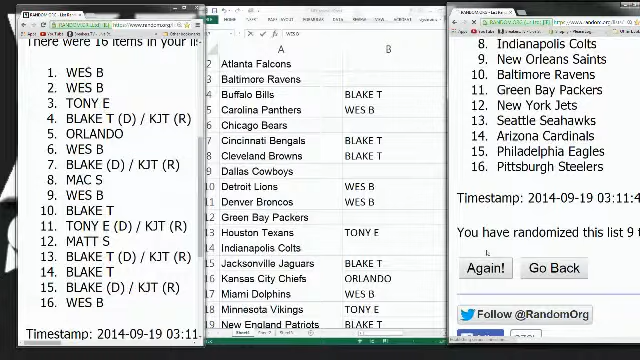 There were 16 items in your lis
1. WES B
2. WES B
3. TONY E
4. BLAKE T (D) / KJT (R)
5. ORLANDO
6. WES B
7. BLAKE (D) / KJT (R)
8. MAC S
9. WES B
10. BLAKE T
11. TONY E (D) / KJT (R)
12. MATT S
13. BLAKE T (D) / KJT (R)
14. BLAKE T
15. BLAKE (D) / KJT (R)
16. WES B
Timestamp: 2014-09-19 03:11
WES B
A B
2 Atlanta Falcons
3 Baltimore Ravens
4 Buffalo Bills BLAKE T
5 Carolina Panthers WES B
6 Chicago Bears
7 Cincinnati Bengals BLAKE T
8 Cleveland Browns BLAKE T
9 Dallas Cowboys
10 Detroit Lions WES B
11 Denver Broncos WES B
12 Green Bay Packers
13 Houston Texans TONY E
14 Indianapolis Colts
15 Jacksonville Jaguars BLAKE T
16 Kansas City Chiefs ORLANDO
17 Miami Dolphins WES B
18 Minnesota Vikings TONY E
19 New England Patriots BLAKE T
8. Indianapolis Colts
9. New Orleans Saints
10. Baltimore Ravens
11. Green Bay Packers
12. New York Jets
13. Seattle Seahawks
14. Arizona Cardinals
15. Philadelphia Eagles
16. Pittsburgh Steelers
Timestamp: 2014-09-19 03:11:4
You have randomized this list 9 t
Again! Go Back
Follow @RandomOrg